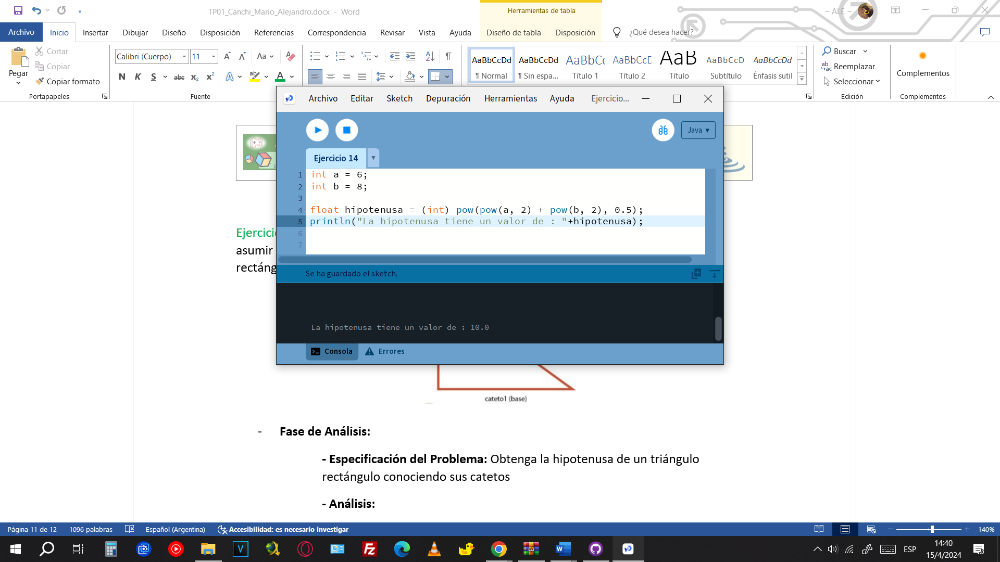 TP01_Canchi_Mario_Alejandro.docx - Word
Herramientas de tabla
~ ALE ~
Archivo Inicio Insertar Dibujar Diseño Disposición Referencias Correspondencia Revisar Vista Ayuda Diseño de tabla Disposición ¿Qué desea hacer?
Pegar
Cortar
Copiar
Copiar formato
Portapapeles
Calibri (Cuerpo) 11
Aa
N K S abc x₂ x² A A
Fuente
AaBbCcDd
¶ Normal
AaBbCcDd
¶ Sin espa...
AaBbCc
Título 1
AaBbCcD
Título 2
AaB
Título
AaBbCcD
Subtítulo
AaBbCcDd
Énfasis sutil
Buscar
Reemplazar
Seleccionar
Edición
Complementos
Complementos
Archivo Editar Sketch Depuración Herramientas Ayuda Ejercicio...
Java
Ejercicio 14
1 int a = 6;
2 int b = 8;
3
4 float hipotenusa = (int) pow(pow(a, 2) + pow(b, 2), 0.5);
5 println("La hipotenusa tiene un valor de : "+hipotenusa);
6
7
Se ha guardado el sketch.
La hipotenusa tiene un valor de : 10.0
Consola Errores
Ejercici
asumir
rectáng
cateto1 (base)
- Fase de Análisis:
- Especificación del Problema: Obtenga la hipotenusa de un triángulo
rectángulo conociendo sus catetos
- Análisis:
Página 11 de 12 1096 palabras Español (Argentina) Accesibilidad: es necesario investigar 140%
ESP
14:40
15/4/2024